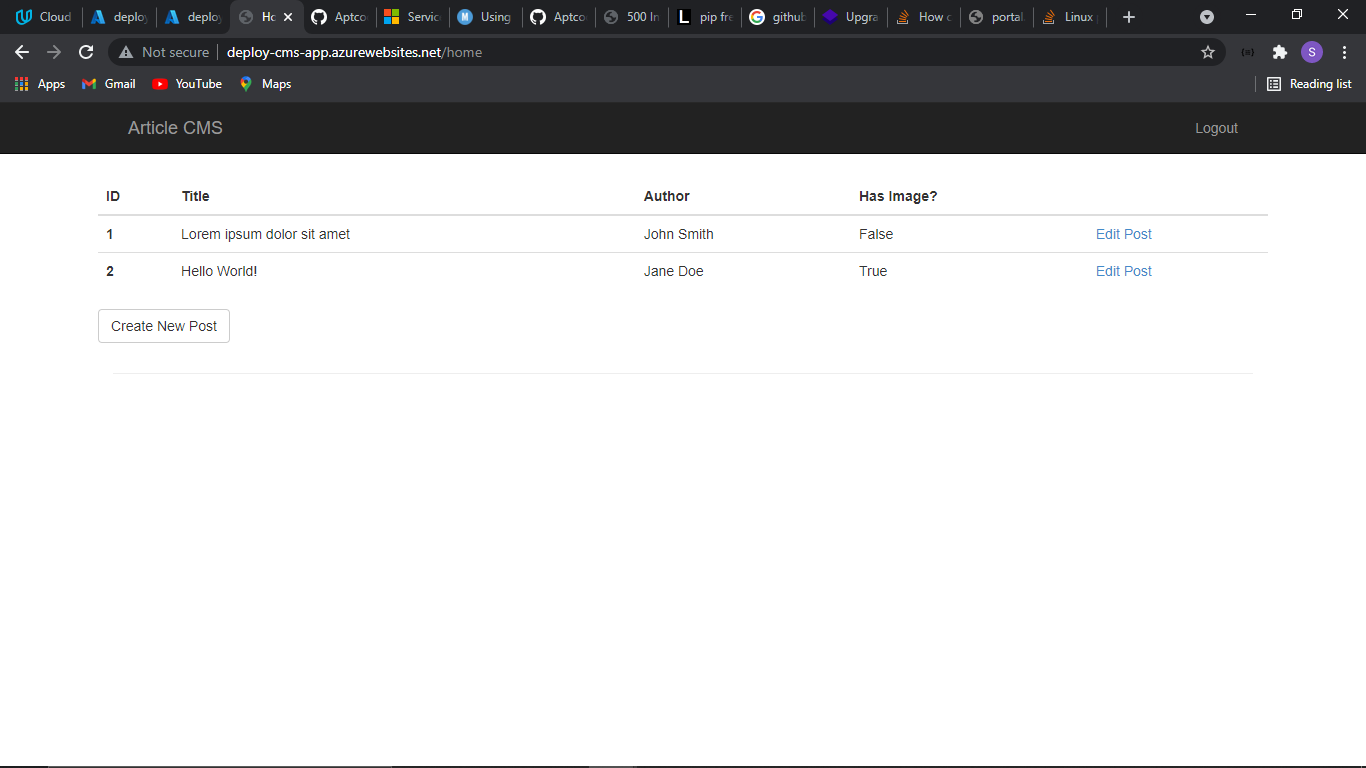 Cloud deploy deploy Ho Aptco Servic Using Aptco 500 In pip fre github Upgra How c portal. Linux
Not secure deploy-cms-app.azurewebsites.net/home S
Apps Gmail YouTube Maps Reading list
Article CMS Logout
ID Title Author Has Image?
1 Lorem ipsum dolor sit amet John Smith False Edit Post
2 Hello World! Jane Doe True Edit Post
Create New Post